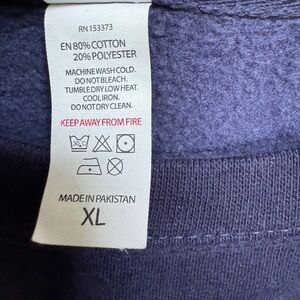 RN 153373
EN 80% COTTON
20% POLYESTER
MACHINE WASH COLD.
DO NOT BLEACH.
TUMBLE DRY LOW HEAT.
COOL IRON.
DO NOT DRY CLEAN.
KEEP AWAY FROM FIRE
30°C
MADE IN PAKISTAN
XL